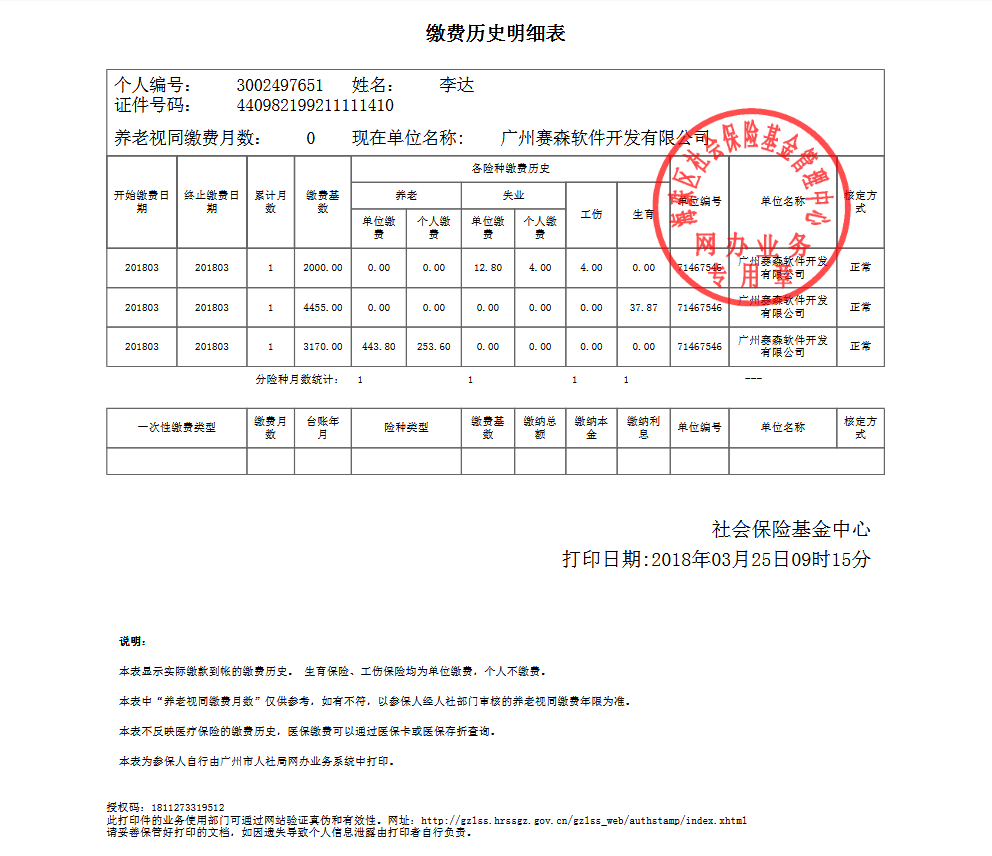 缴费历史明细表
个人编号： 3002497651 姓名： 李达
证件号码： 440982199211111410
养老视同缴费月数： 0 现在单位名称： 广州赛森软件开发有限公司
开始缴费日期 终止缴费日期 累计月数 缴费基数 各险种缴费历史 单位编号 单位名称 核定方式
养老 失业 工伤 生育
单位缴费 个人缴费 单位缴费 个人缴费
201803 201803 1 2000.00 0.00 0.00 12.80 4.00 4.00 0.00 71467546 广州赛森软件开发有限公司 正常
201803 201803 1 4455.00 0.00 0.00 0.00 0.00 0.00 37.87 71467546 广州赛森软件开发有限公司 正常
201803 201803 1 3170.00 443.80 253.60 0.00 0.00 0.00 0.00 71467546 广州赛森软件开发有限公司 正常
分险种月数统计： 1 1 1 1 ---
海珠区社会保险基金管理中心
网办业务
专用章
一次性缴费类型 缴费月数 台账年月 险种类型 缴费基数 缴纳总额 缴纳本金 缴纳利息 单位编号 单位名称 核定方式
社会保险基金中心
打印日期:2018年03月25日09时15分
说明：
本表显示实际缴款到帐的缴费历史。 生育保险、工伤保险均为单位缴费，个人不缴费。
本表中“养老视同缴费月数”仅供参考，如有不符，以参保人经人社部门审核的养老视同缴费年限为准。
本表不反映医疗保险的缴费历史，医保缴费可以通过医保卡或医保存折查询。
本表为参保人自行由广州市人社局网办业务系统中打印。
授权码：1811273319512
此打印件的业务使用部门可通过网站验证真伪和有效性。网址：http://gzlss.hrssgz.gov.cn/gzlss_web/authstamp/index.xhtml
请妥善保管好打印的文档，如因遗失导致个人信息泄露由打印者自行负责。